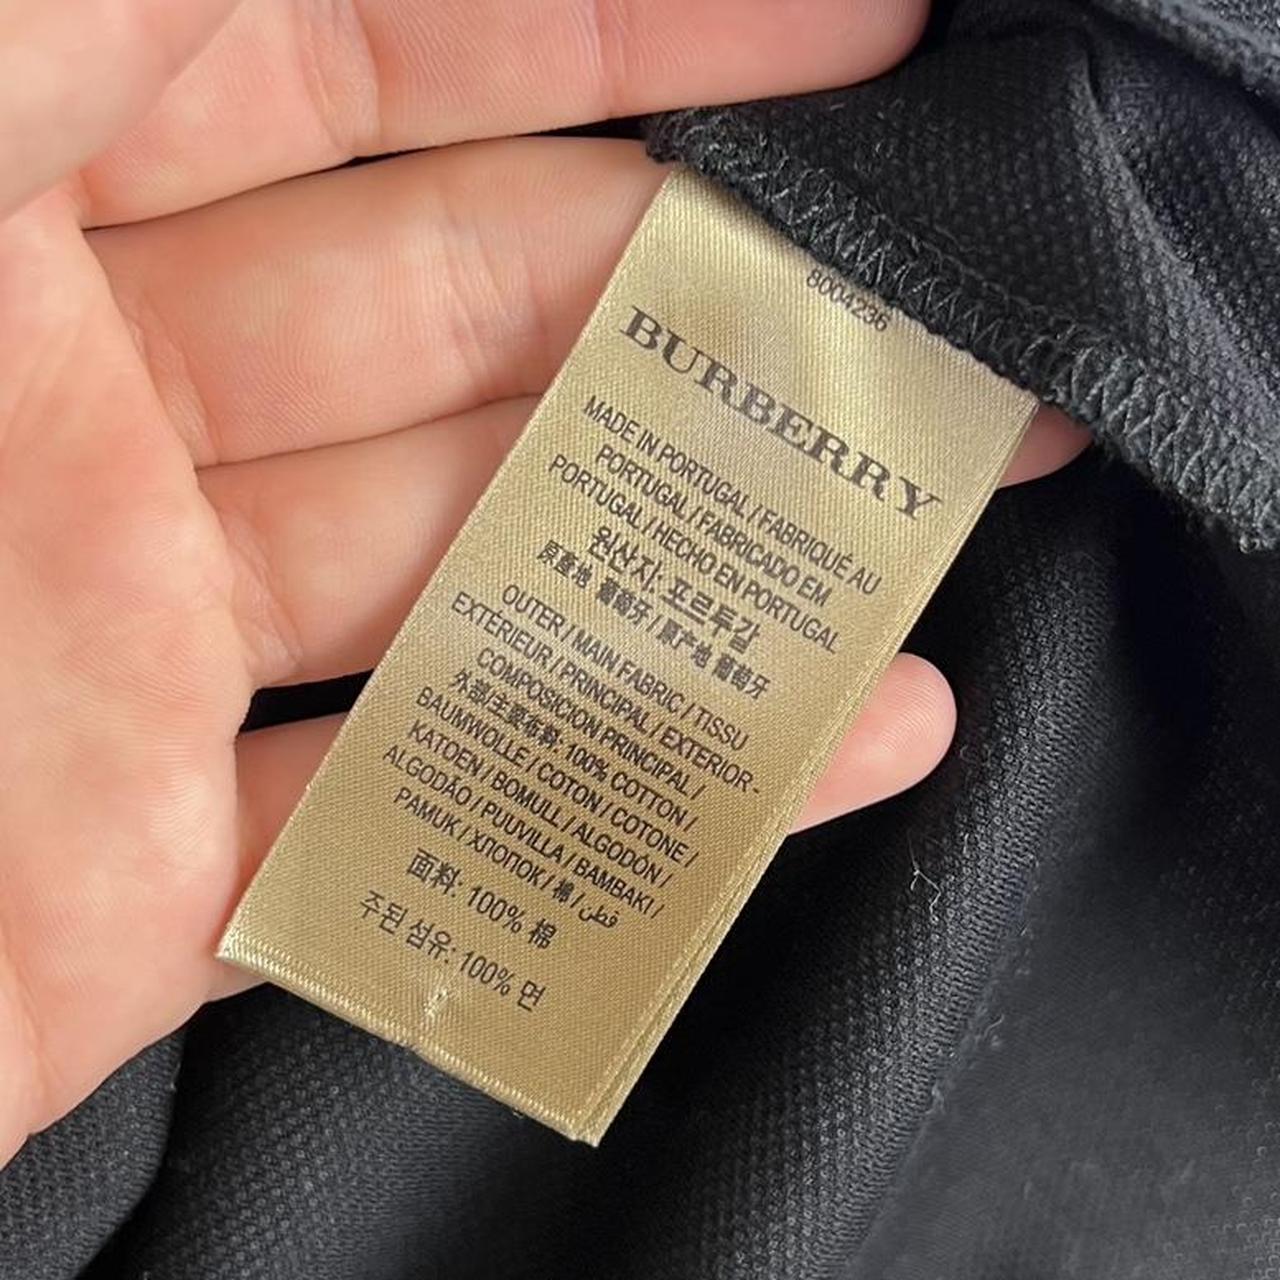 8004236
BURBERRY
MADE IN PORTUGAL / FABRIQUÉ AU
PORTUGAL / FABRICADO EM
PORTUGAL / HECHO EN PORTUGAL
원산지: 포르투갈
原產地 葡萄牙 / 原产地 葡萄牙
OUTER / MAIN FABRIC / TISSU
EXTÉRIEUR / PRINCIPAL / EXTERIOR -
COMPOSICION PRINCIPAL /
外部/主要布料: 100% COTTON /
BAUMWOLLE / COTON / COTONE /
KATOEN / BOMULL / ALGODÓN /
ALGODÃO / PUUVILLA / BAMBAKI /
PAMUK / ХЛОПОК / 棉 / قطن
面料: 100% 棉
주된 섬유: 100% 면